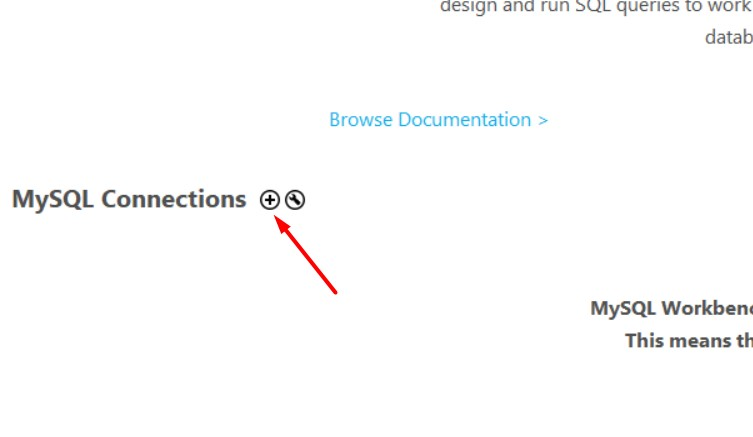 design and run SQL queries to work
datab
Browse Documentation >
MySQL Connections
MySQL Workbenc
This means th